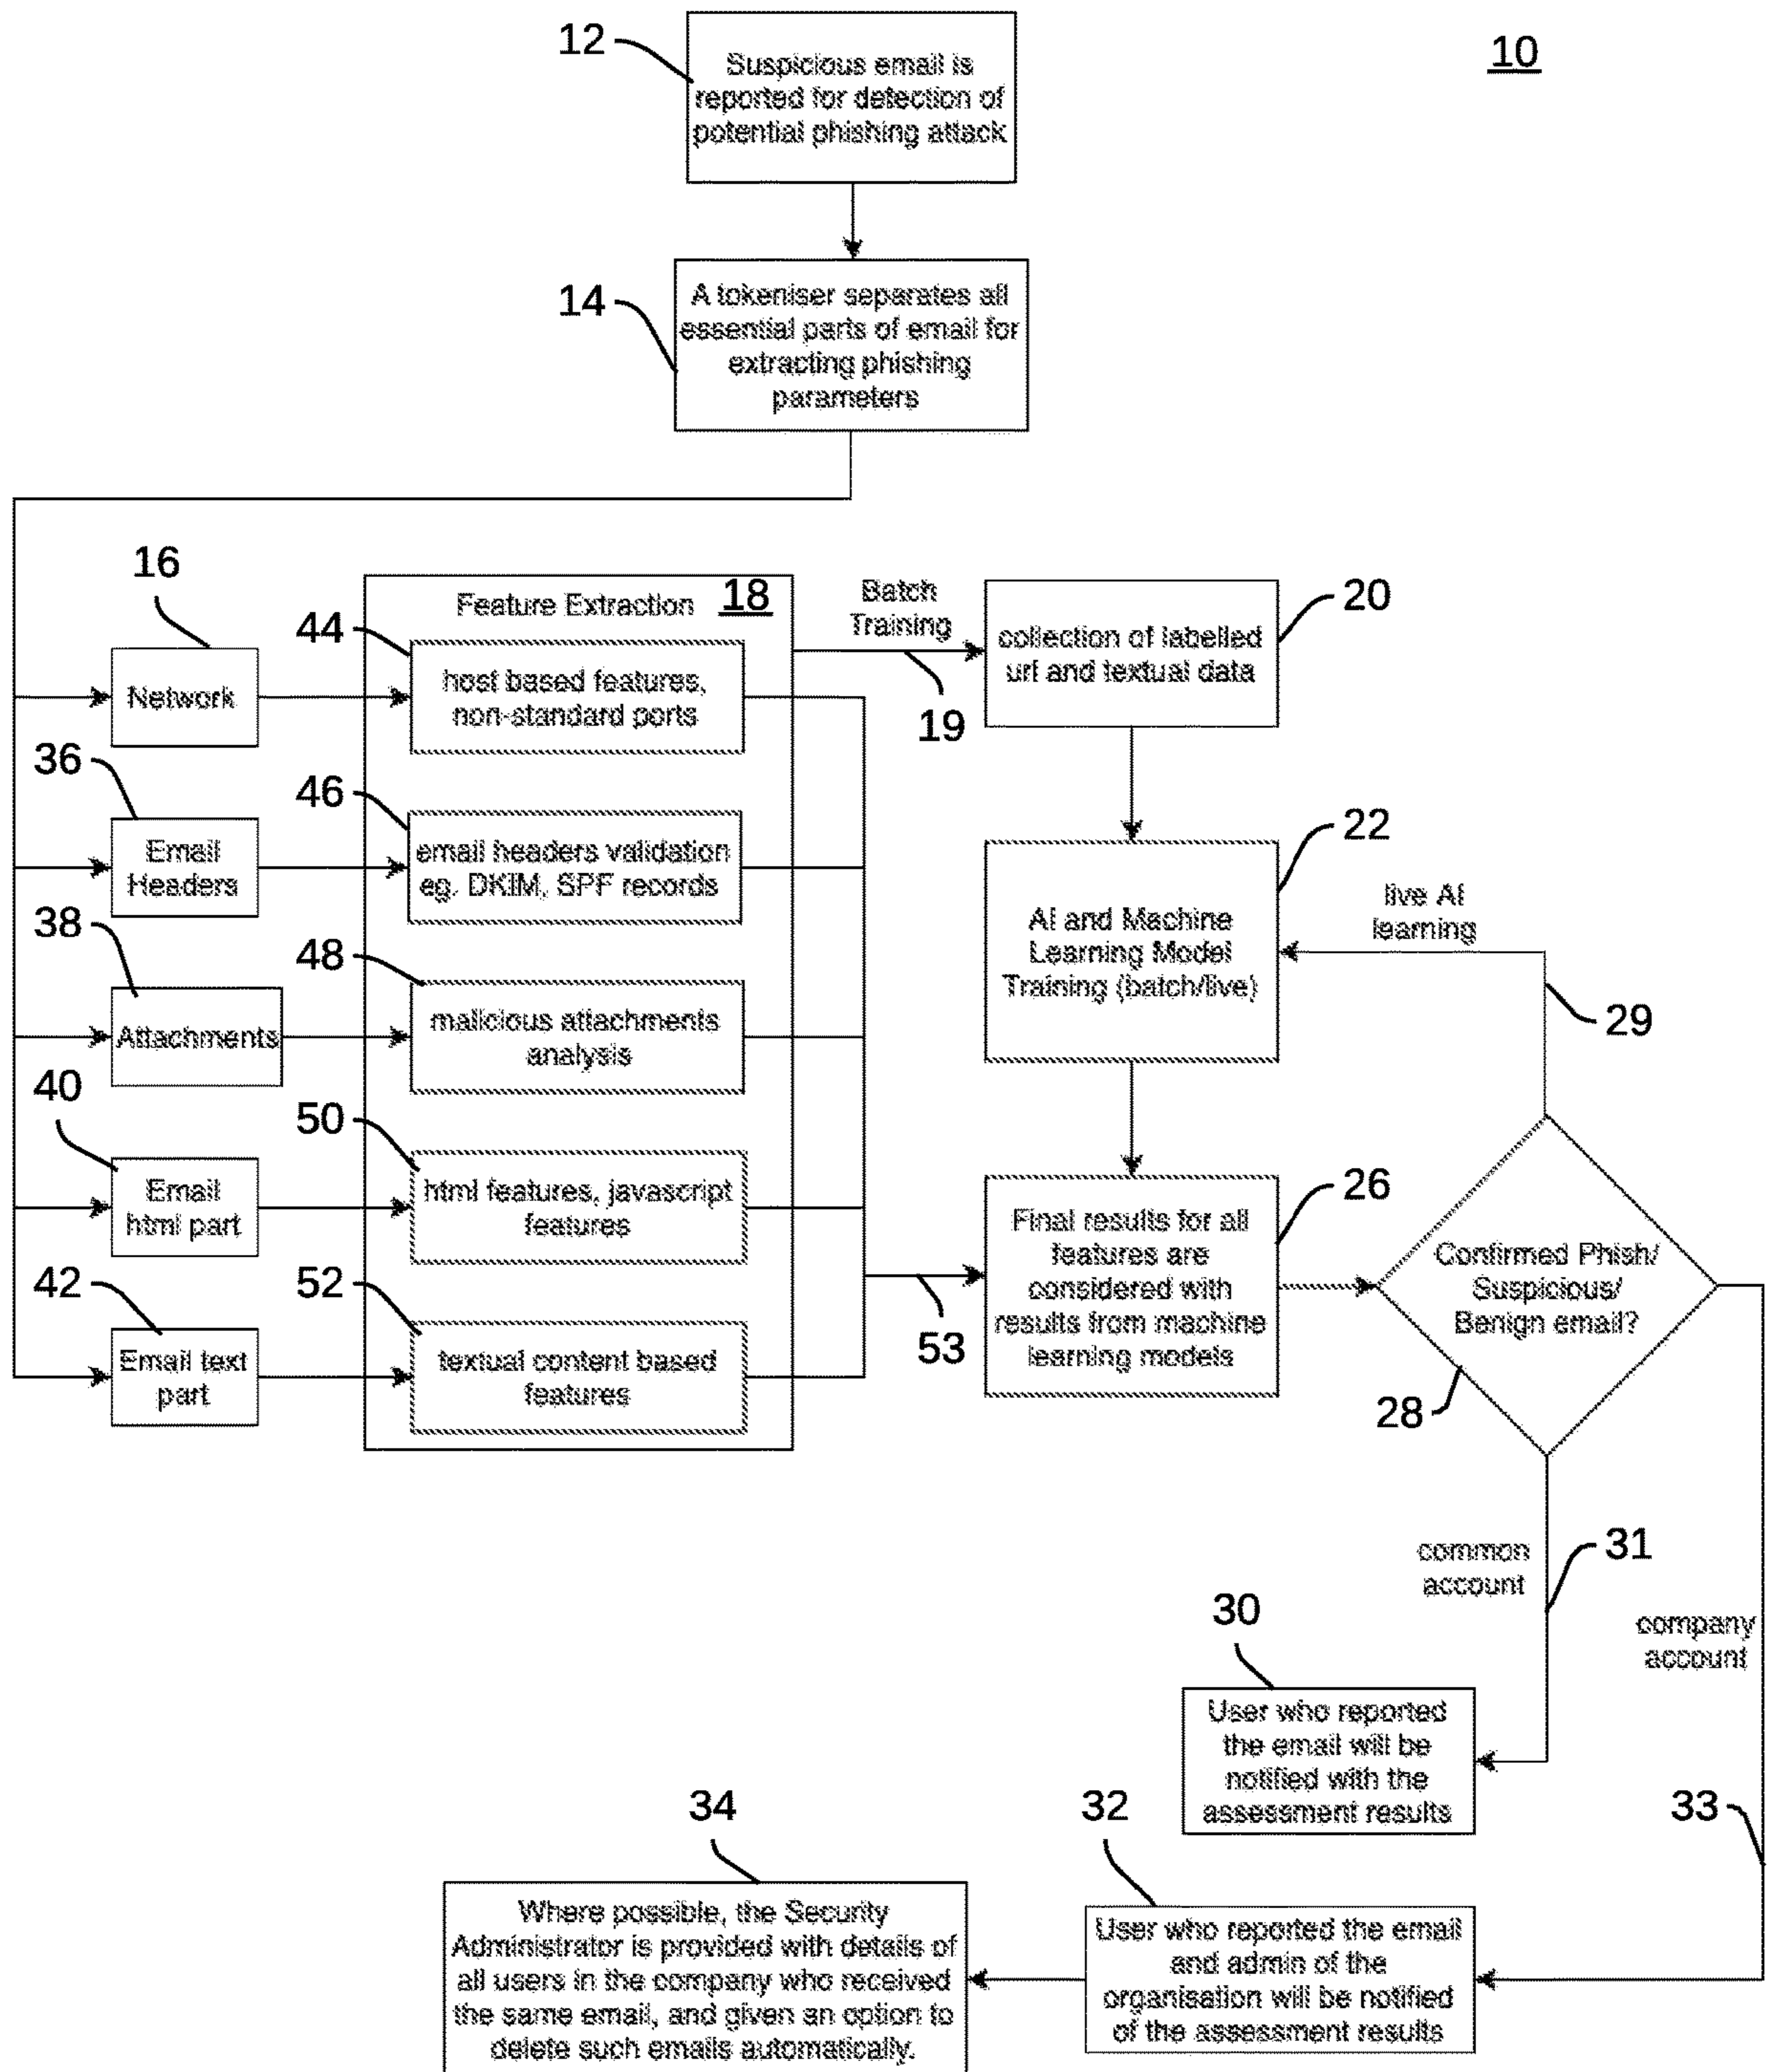 12
10
Suspicious email is
reported for detection of
potential phishing attack
14
A tokeniser separates all
essential parts of email for
extracting phishing
parameters
16
Network
36
Email
Headers
38
Attachments
40
Email
html part
42
Email text
part
Feature Extraction
18
44
host based features,
non-standard ports
46
email headers validation
eg. DKIM, SPF records
48
malicious attachments
analysis
50
html features, javascript
features
52
textual content based
features
Batch
Training
19
53
20
collection of labelled
url and textual data
22
AI and Machine
Learning Model
Training (batch/live)
live AI
learning
29
26
Final results for all
features are
considered with
results from machine
learning models
Confirmed Phish/
Suspicious/
Benign email?
28
common
account
31
company
account
33
30
User who reported
the email will be
notified with the
assessment results
32
User who reported the email
and admin of the
organisation will be notified
of the assessment results
34
Where possible, the Security
Administrator is provided with details of
all users in the company who received
the same email, and given an option to
delete such emails automatically.